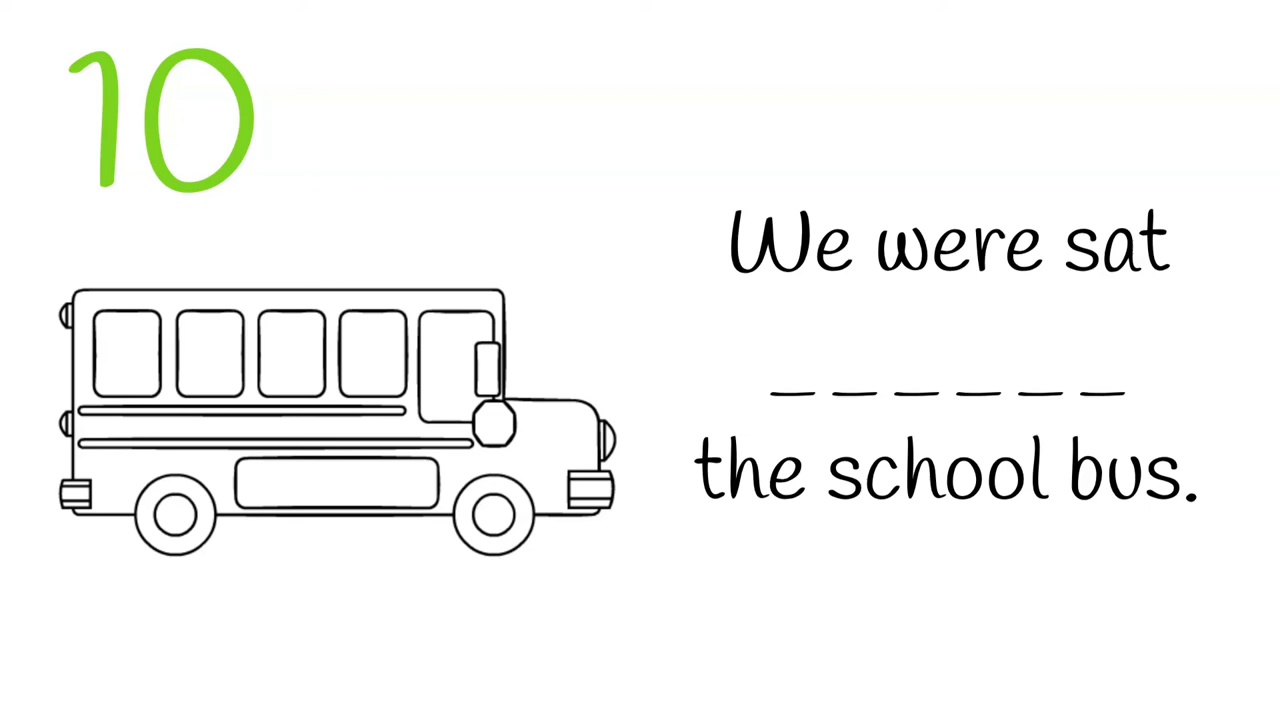 10
We were sat
_ _ _ _ _ _
the school bus.